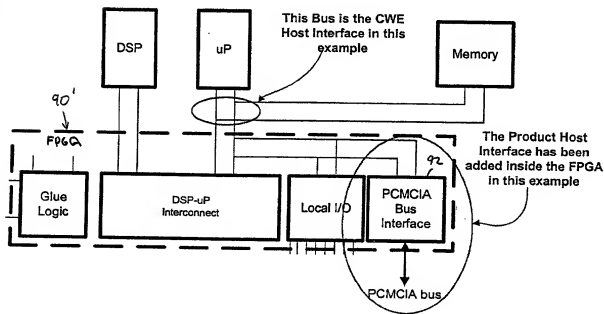 This Bus is the CWE
Host Interface in this
example
DSP
uP
Memory
90'
FPGA
The Product Host
Interface has been
added inside the FPGA
in this example
92
Glue
Logic
DSP-uP
Interconnect
Local I/O
PCMCIA
Bus
Interface
PCMCIA bus